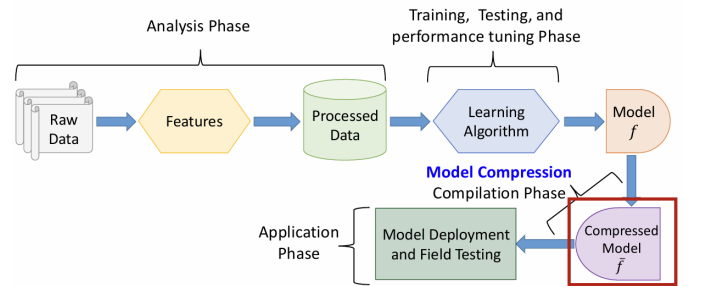 Analysis Phase
Training, Testing, and
performance tuning Phase
Raw
Data
Features
Processed
Data
Learning
Algorithm
Model
f
Model Compression
Compilation Phase
Application
Phase
Model Deployment
and Field Testing
Compressed
Model
f̄